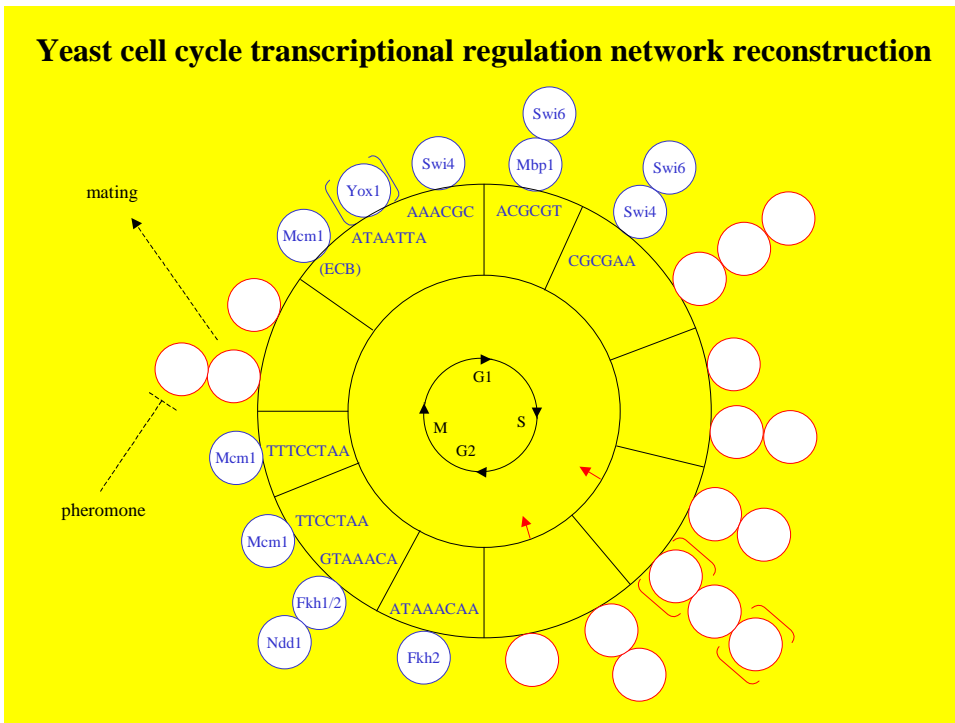 Yeast cell cycle transcriptional regulation network reconstruction
Swi6
Swi4
Mbp1
Swi6
Yox1
Swi4
mating
AAACGC
ACGCGT
Mcm1
ATAATTA
(ECB)
CGCGAA
G1
M
S
G2
Mcm1
TTTCCTAA
pheromone
TTCCTAA
Mcm1
GTAAACA
Fkh1/2
ATAAACAA
Ndd1
Fkh2